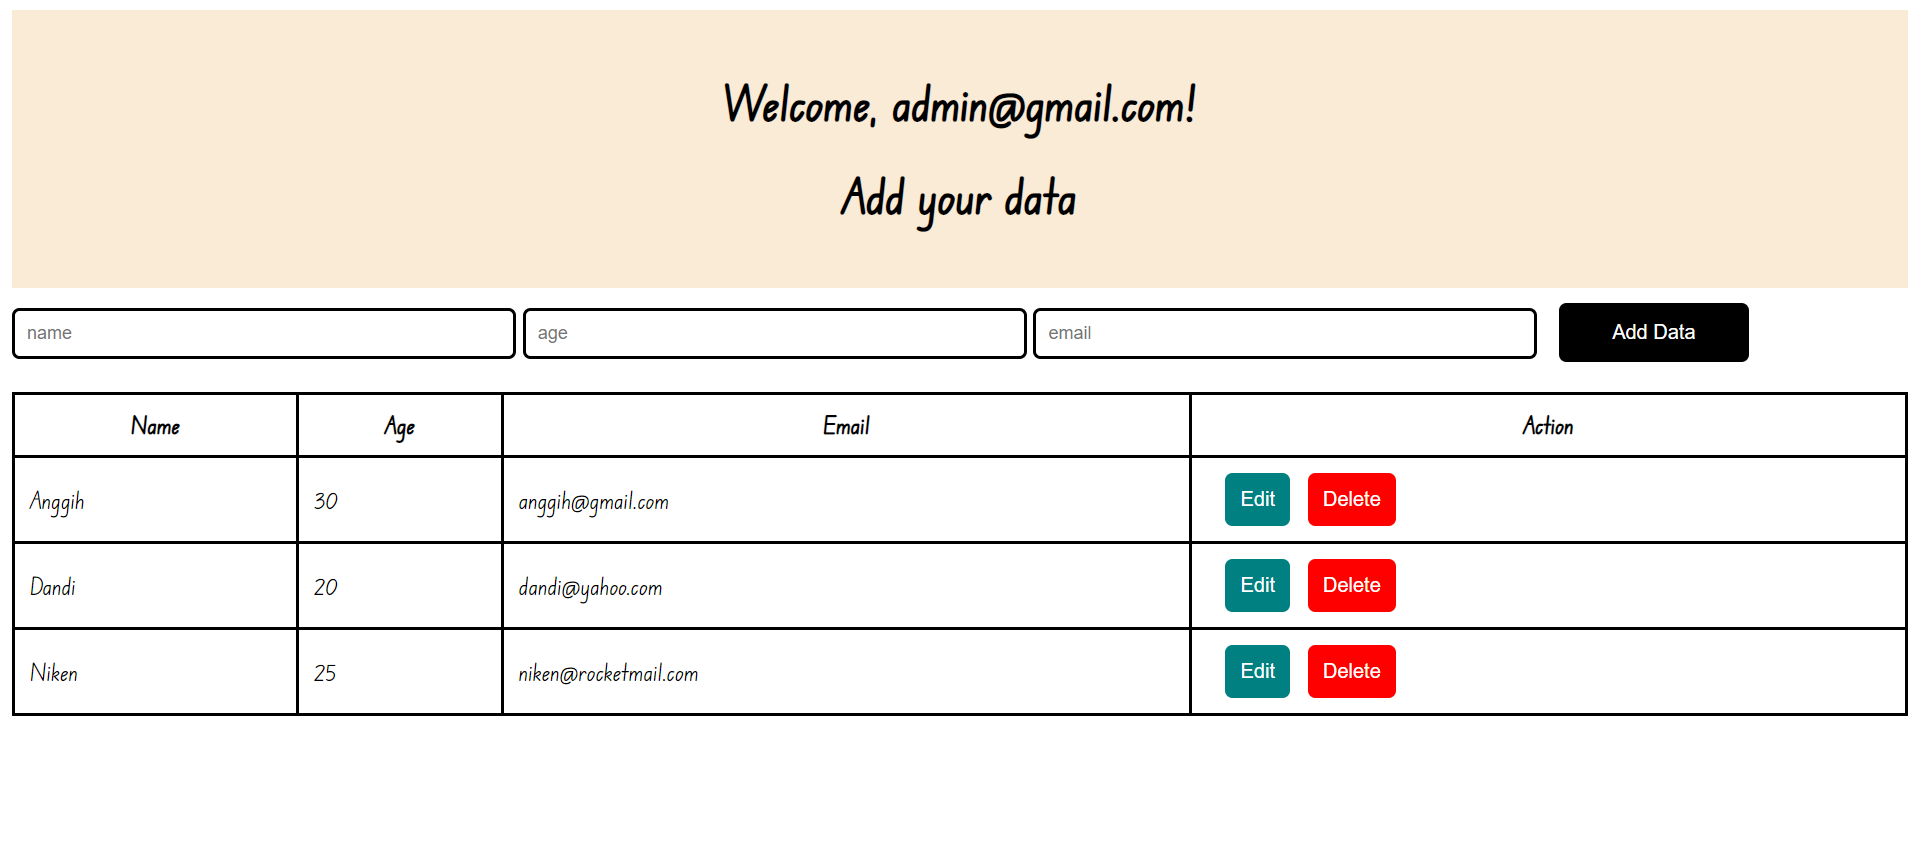 Welcome, admin@gmail.com!
Add your data
name age email Add Data
Name Age Email Action
Anggih 30 anggih@gmail.com Edit Delete
Dandi 20 dandi@yahoo.com Edit Delete
Niken 25 niken@rocketmail.com Edit Delete